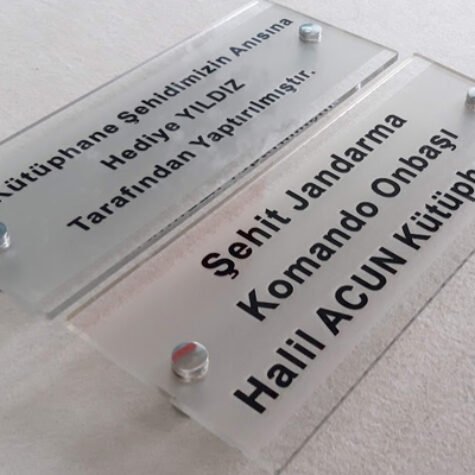 Kütüphane Şehidimizin Anısına
Hediye YILDIZ
Tarafından Yaptırılmıştır.
Şehit Jandarma
Komando Onbaşı
Halil ACUN Kütüph